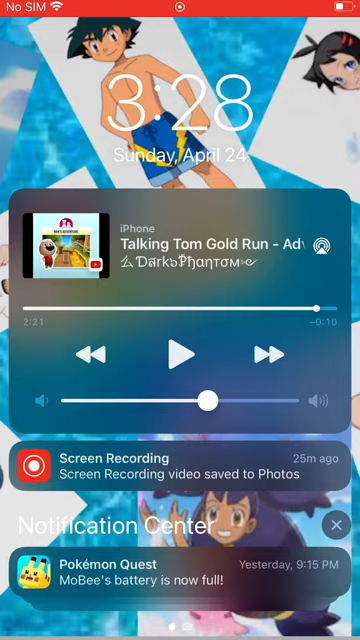 No SIM
3:28
Sunday, April 24
iPhone
Talking Tom Gold Run - Adv
2:21
-0:10
Screen Recording
25m ago
Screen Recording video saved to Photos
Notification Center
Pokémon Quest
Yesterday, 9:15 PM
MoBee's battery is now full!